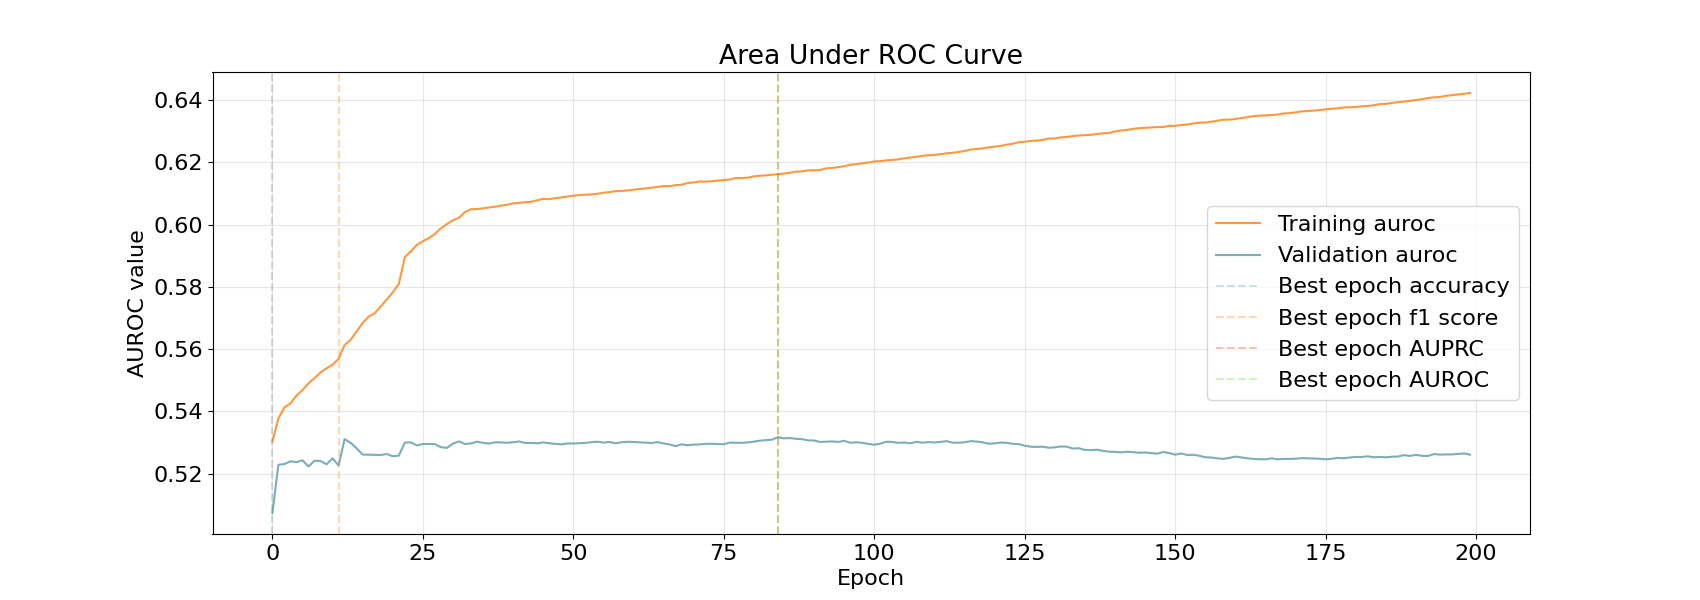 Area Under ROC Curve
AUROC value
0.64
0.62
0.60
0.58
0.56
0.54
0.52
Training auroc
Validation auroc
Best epoch accuracy
Best epoch f1 score
Best epoch AUPRC
Best epoch AUROC
0 25 50 75 100 125 150 175 200
Epoch